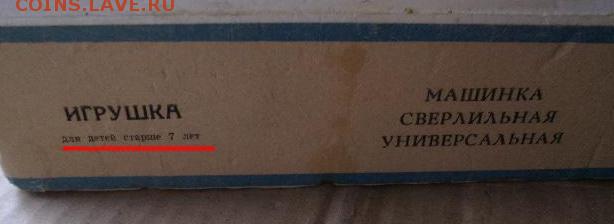 COINS.LAVE.RU
ИГРУШКА
для детей старше 7 лет
МАШИНКА
СВЕРЛИЛЬНАЯ
УНИВЕРСАЛЬНАЯ